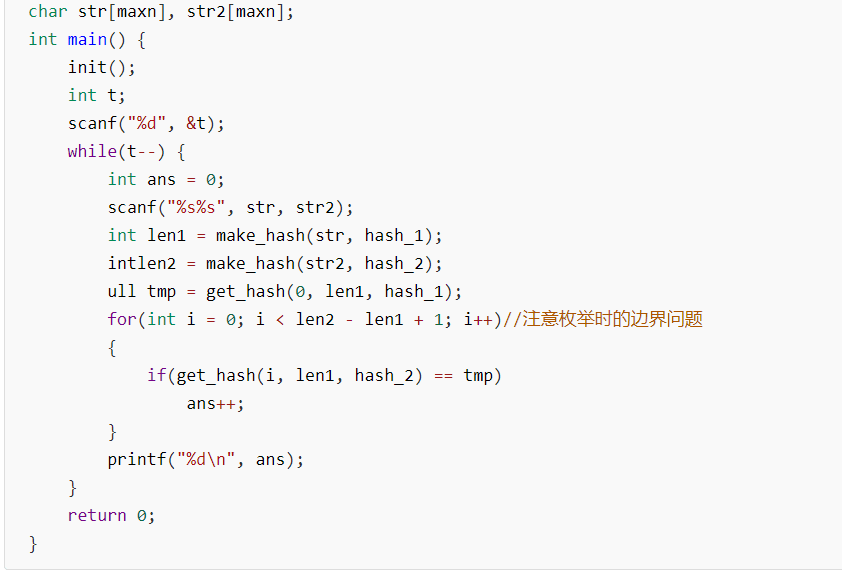 char str[maxn], str2[maxn];
int main() {
    init();
    int t;
    scanf("%d", &t);
    while(t--) {
        int ans = 0;
        scanf("%s%s", str, str2);
        int len1 = make_hash(str, hash_1);
        intlen2 = make_hash(str2, hash_2);
        ull tmp = get_hash(0, len1, hash_1);
        for(int i = 0; i < len2 - len1 + 1; i++)//注意枚举时的边界问题
        {
            if(get_hash(i, len1, hash_2) == tmp)
                ans++;
        }
        printf("%d\n", ans);
    }
    return 0;
}